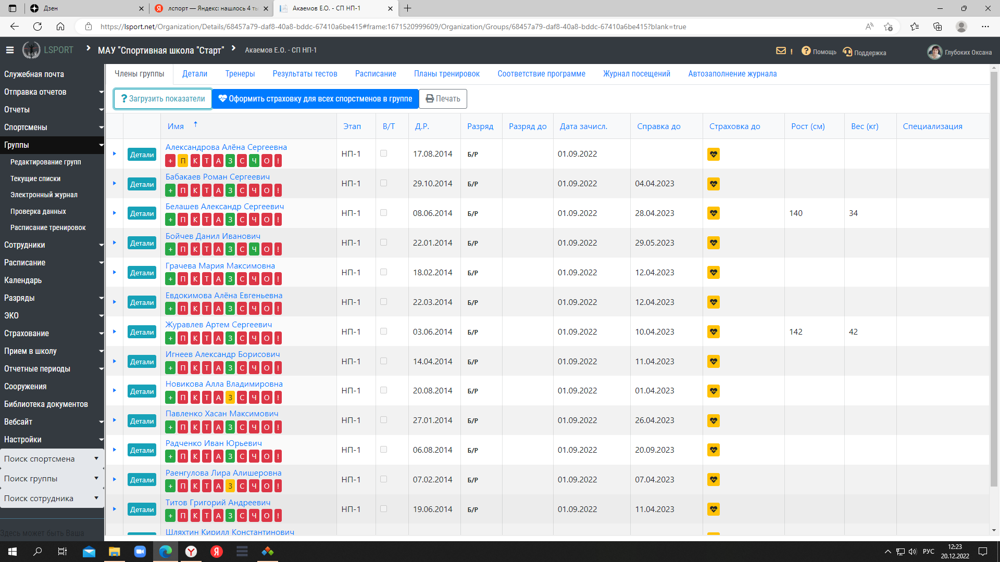 Дзен
лспорт — Яндекс: нашлось 4 ты
Акаемов Е.О. - СП НП-1
https://lsport.net/Organization/Details/68457a79-daf8-40a8-bddc-67410a6be415#frame:1671520999609/Organization/Groups/68457a79-daf8-40a8-bddc-67410a6be415?blank=true
LSPORT
МАУ "Спортивная школа "Старт"
Акаемов Е.О. - СП НП-1
! Помощь Поддержка Глубоких Оксана
Служебная почта
Отправка отчетов
Отчеты
Спортсмены
Группы
Редактирование групп
Текущие списки
Электронный журнал
Проверка данных
Расписание тренировок
Сотрудники
Расписание
Календарь
Разряды
ЭКО
Страхование
Прием в школу
Отчетные периоды
Сооружения
Библиотека документов
Вебсайт
Настройки
Поиск спортсмена
Поиск группы
Поиск сотрудника
Здесь может быть Ваша
Члены группы Детали Тренеры Результаты тестов Расписание Планы тренировок Соответствие программе Журнал посещений Автозаполнение журнала
? Загрузить показатели Оформить страховку для всех спорстменов в группе Печать
Имя Этап В/Т Д.Р. Разряд Разряд до Дата зачисл. Справка до Страховка до Рост (см) Вес (кг) Специализация
Александрова Алёна Сергеевна
Детали НП-1 17.08.2014 Б/Р 01.09.2022
+ П К Т А З С Ч О !
Бабакаев Роман Сергеевич
Детали НП-1 29.10.2014 Б/Р 01.09.2022 04.04.2023
+ П К Т А З С Ч О !
Белашев Александр Сергеевич
Детали НП-1 08.06.2014 Б/Р 01.09.2022 28.04.2023 140 34
+ П К Т А З С Ч О !
Бойчев Данил Иванович
Детали НП-1 22.01.2014 Б/Р 01.09.2022 29.05.2023
+ П К Т А З С Ч О !
Грачева Мария Максимовна
Детали НП-1 18.02.2014 Б/Р 01.09.2022 12.04.2023
+ П К Т А З С Ч О !
Евдокимова Алёна Евгеньевна
Детали НП-1 22.03.2014 Б/Р 01.09.2022 12.04.2023
+ П К Т А З С Ч О !
Журавлев Артем Сергеевич
Детали НП-1 03.06.2014 Б/Р 01.09.2022 10.04.2023 142 42
+ П К Т А З С Ч О !
Игнеев Александр Борисович
Детали НП-1 14.04.2014 Б/Р 01.09.2022 11.04.2023
+ П К Т А З С Ч О !
Новикова Алла Владимировна
Детали НП-1 20.08.2014 Б/Р 01.09.2022 01.04.2023
+ П К Т А З С Ч О !
Павленко Хасан Максимович
Детали НП-1 27.01.2014 Б/Р 01.09.2022 26.04.2023
+ П К Т А З С Ч О !
Радченко Иван Юрьевич
Детали НП-1 06.08.2014 Б/Р 01.09.2022 20.09.2023
+ П К Т А З С Ч О !
Раенгулова Лира Алишеровна
Детали НП-1 07.02.2014 Б/Р 01.09.2022 07.04.2023
+ П К Т А З С Ч О !
Титов Григорий Андреевич
Детали НП-1 19.06.2014 Б/Р 01.09.2022 11.04.2023
+ П К Т А З С Ч О !
Шляхтин Кирилл Константинович
РУС
12:23
20.12.2022